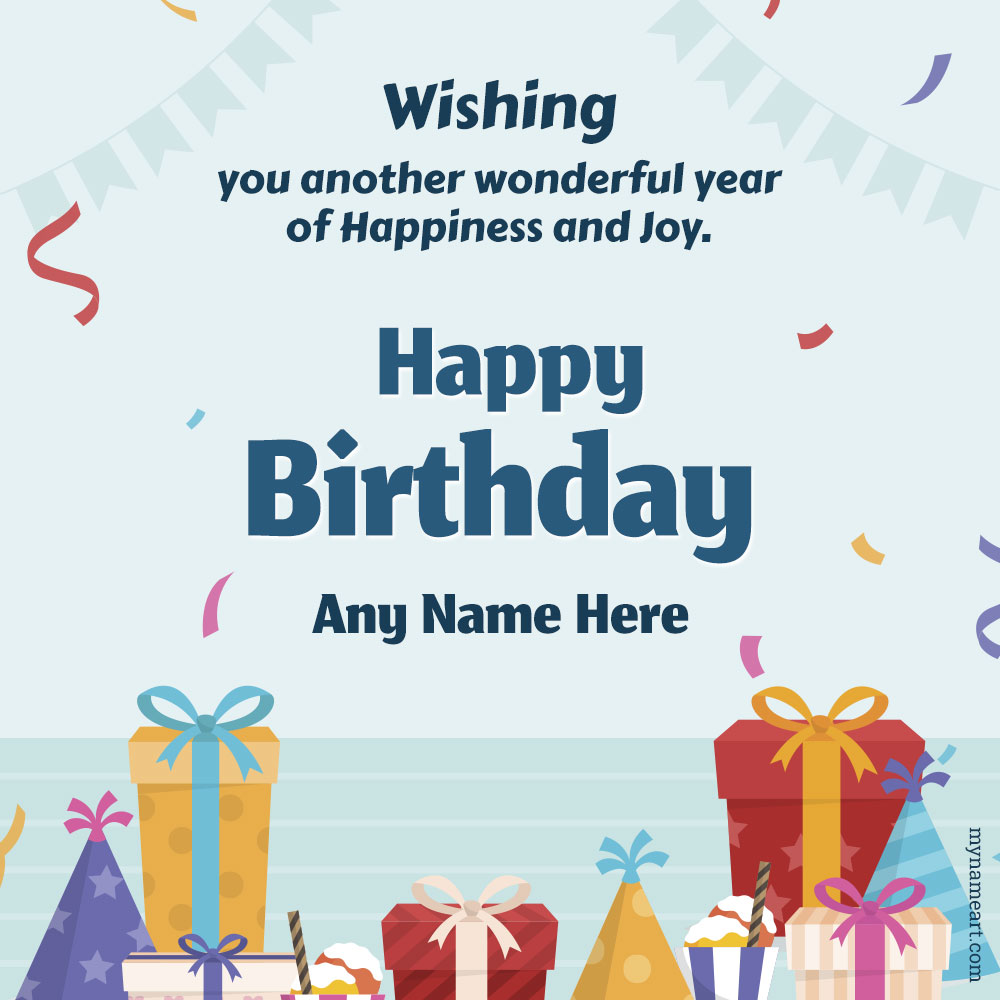 Wishing
you another wonderful year
of Happiness and Joy.
Happy
Birthday
Any Name Here
mynameart.com